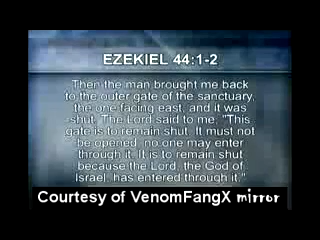 EZEKIEL 44:1-2
Then the man brought me back
to the outer gate of the sanctuary,
the one facing east, and it was
shut. The Lord said to me, "This
gate is to remain shut. It must not
be opened, no one may enter
through it. It is to remain shut
because the Lord, the God of
Israel, has entered through it."
Courtesy of VenomFangX mirror